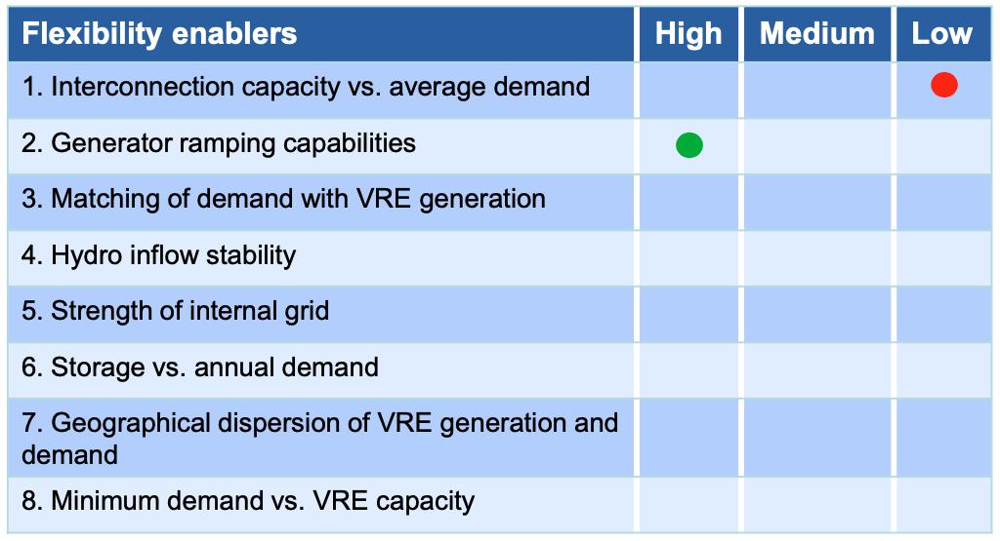 Flexibility enablers High Medium Low
1. Interconnection capacity vs. average demand
2. Generator ramping capabilities
3. Matching of demand with VRE generation
4. Hydro inflow stability
5. Strength of internal grid
6. Storage vs. annual demand
7. Geographical dispersion of VRE generation and
demand
8. Minimum demand vs. VRE capacity